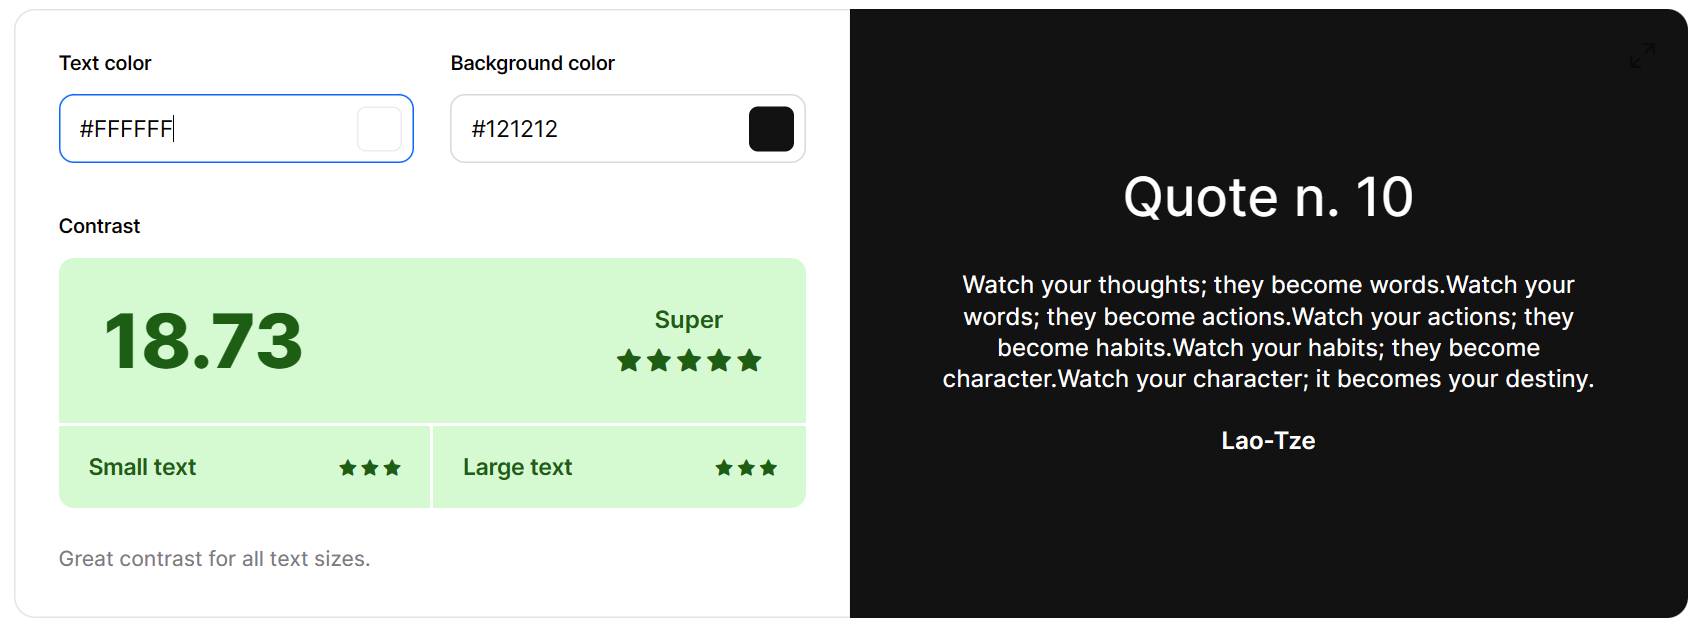 Text color
Background color
#FFFFFF
#121212
Contrast
18.73
Super
Small text
Large text
Great contrast for all text sizes.
Quote n. 10
Watch your thoughts; they become words.Watch your
words; they become actions.Watch your actions; they
become habits.Watch your habits; they become
character.Watch your character; it becomes your destiny.
Lao-Tze